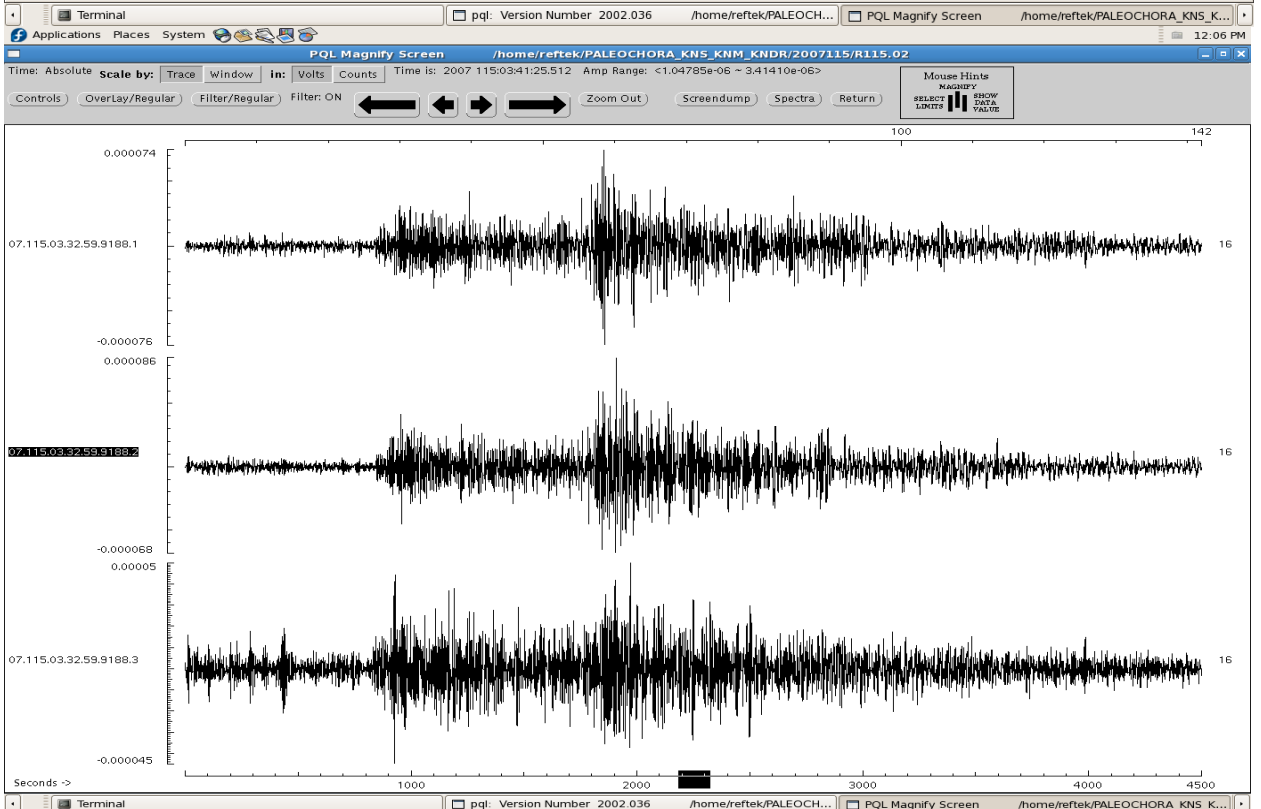 Terminal pql: Version Number 2002.036 /home/reftek/PALEOCH... PQL Magnify Screen /home/reftek/PALEOCHORA_KNS_K...
Applications Places System 12:06 PM
PQL Magnify Screen /home/reftek/PALEOCHORA_KNS_KNM_KNDR/2007115/R115.02
Time: Absolute Scale by: Trace Window in: Volts Counts Time is: 2007 115:03:41:25.512 Amp Range: <1.04785e-06 ~ 3.41410e-06>
Controls OverLay/Regular Filter/Regular Filter: ON Zoom Out Screendump Spectra Return
Mouse Hints
MAGNIFY
SELECT LIMITS SHOW DATA VALUE
100 142
0.000074
07.115.03.32.59.9188.1 16
-0.000076
0.000086
07.115.03.32.59.9188.2 16
-0.000068
0.00005
07.115.03.32.59.9188.3 16
-0.000045
Seconds -> 1000 2000 3000 4000 4500
Terminal pql: Version Number 2002.036 /home/reftek/PALEOCH... PQL Magnify Screen /home/reftek/PALEOCHORA_KNS_K...